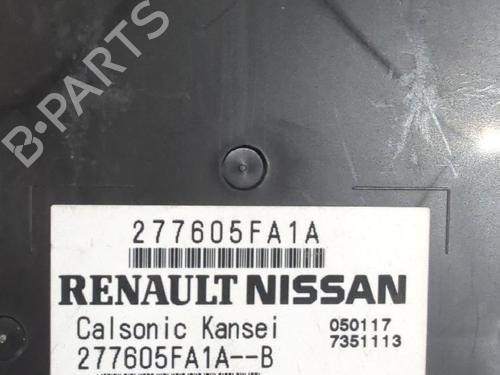 B-PARTS
277605FA1A
RENAULT NISSAN
Calsonic Kansei 050117
277605FA1A--B 7351113